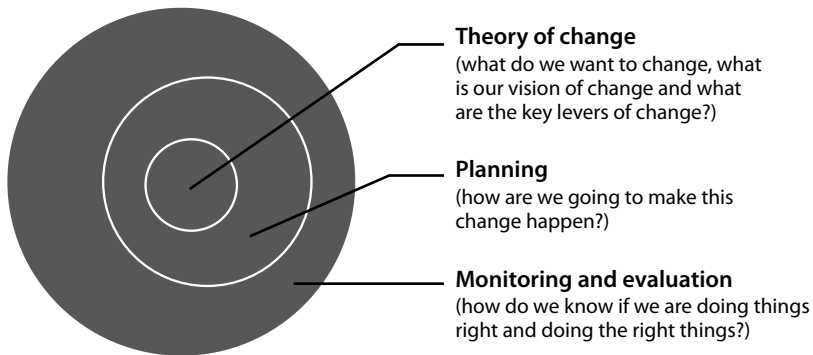 Theory of change
(what do we want to change, what
is our vision of change and what
are the key levers of change?)
Planning
(how are we going to make this
change happen?)
Monitoring and evaluation
(how do we know if we are doing things
right and doing the right things?)